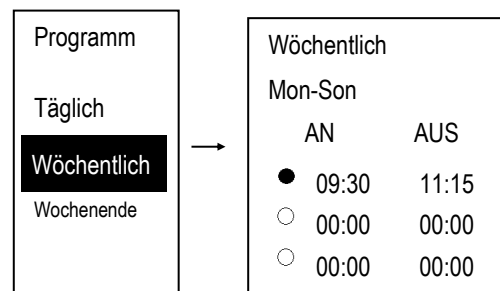 Programm
Täglich
Wöchentlich
Wochenende
Wöchentlich
Mon-Son
AN AUS
09:30 11:15
00:00 00:00
00:00 00:00